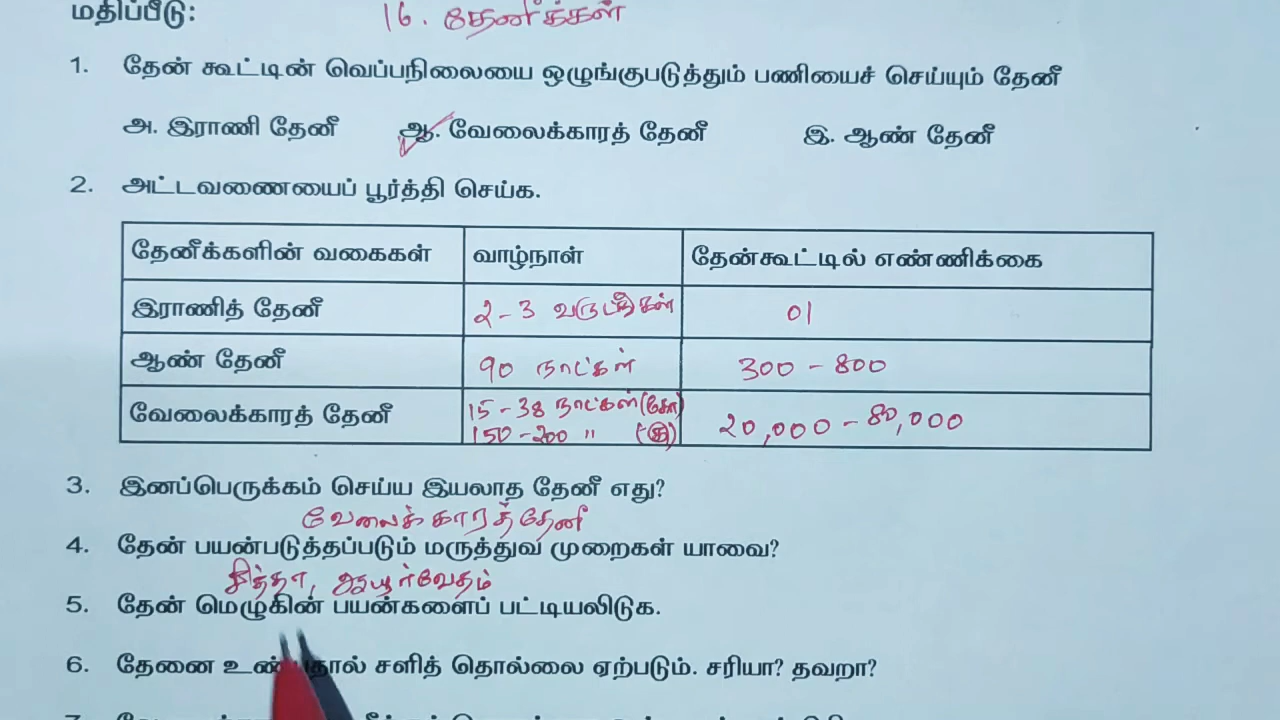 மதிப்பீடு: 16. தேனீக்கள்
1. தேன் கூட்டின் வெப்பநிலையை ஒழுங்குபடுத்தும் பணியைச் செய்யும் தேனீ
அ. இராணி தேனீ ஆ. வேலைக்காரத் தேனீ இ. ஆண் தேனீ
2. அட்டவணையைப் பூர்த்தி செய்க.
தேனீக்களின் வகைகள் வாழ்நாள் தேன்கூட்டில் எண்ணிக்கை
இராணித் தேனீ 2-3 வருடங்கள் 01
ஆண் தேனீ 90 நாட்கள் 300 - 800
வேலைக்காரத் தேனீ 15-38 நாட்கள் (கோ) 20,000 - 80,000
150-200 " (கு)
3. இனப்பெருக்கம் செய்ய இயலாத தேனீ எது?
வேலைக்காரத்தேனீ
4. தேன் பயன்படுத்தப்படும் மருத்துவ முறைகள் யாவை?
சித்தா, ஆயூர்வேதம்
5. தேன் மெழுகின் பயன்களைப் பட்டியலிடுக.
6. தேனை சளித் தொல்லை ஏற்படும். சரியா? தவறா?